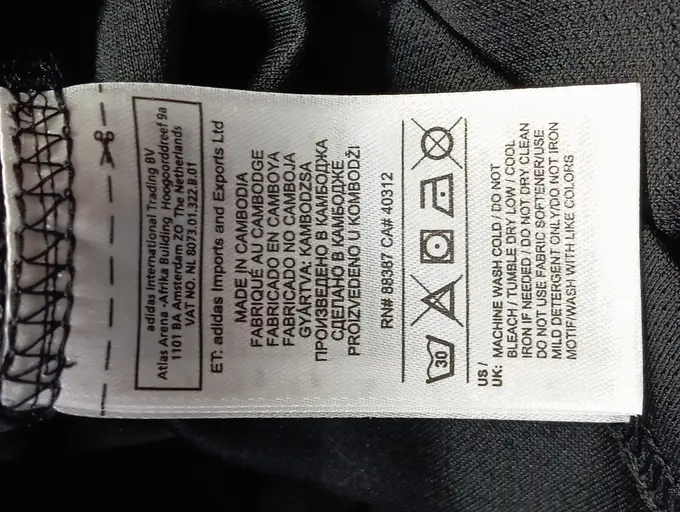 adidas International Trading BV
Atlas Arena -Afrika Building Hoogoorddreef 9a
1101 BA Amsterdam ZO The Netherlands
VAT NO. NL 8073.01.322.B.01
ET: adidas Imports and Exports Ltd
MADE IN CAMBODIA
FABRIQUÉ AU CAMBODGE
FABRICADO EN CAMBOYA
FABRICADO NO CAMBOJA
GYÁRTVA: KAMBODZSA
ПРОИЗВЕДЕНО В КАМБОДЖА
СДЕЛАНО В КАМБОДЖЕ
PROIZVEDENO U KOMBODŽI
RN# 88387 CA# 40312
30
US /
UK: MACHINE WASH COLD / DO NOT
BLEACH / TUMBLE DRY LOW / COOL
IRON IF NEEDED / DO NOT DRY CLEAN
DO NOT USE FABRIC SOFTENER/USE
MILD DETERGENT ONLY/DO NOT IRON
MOTIF/WASH WITH LIKE COLORS